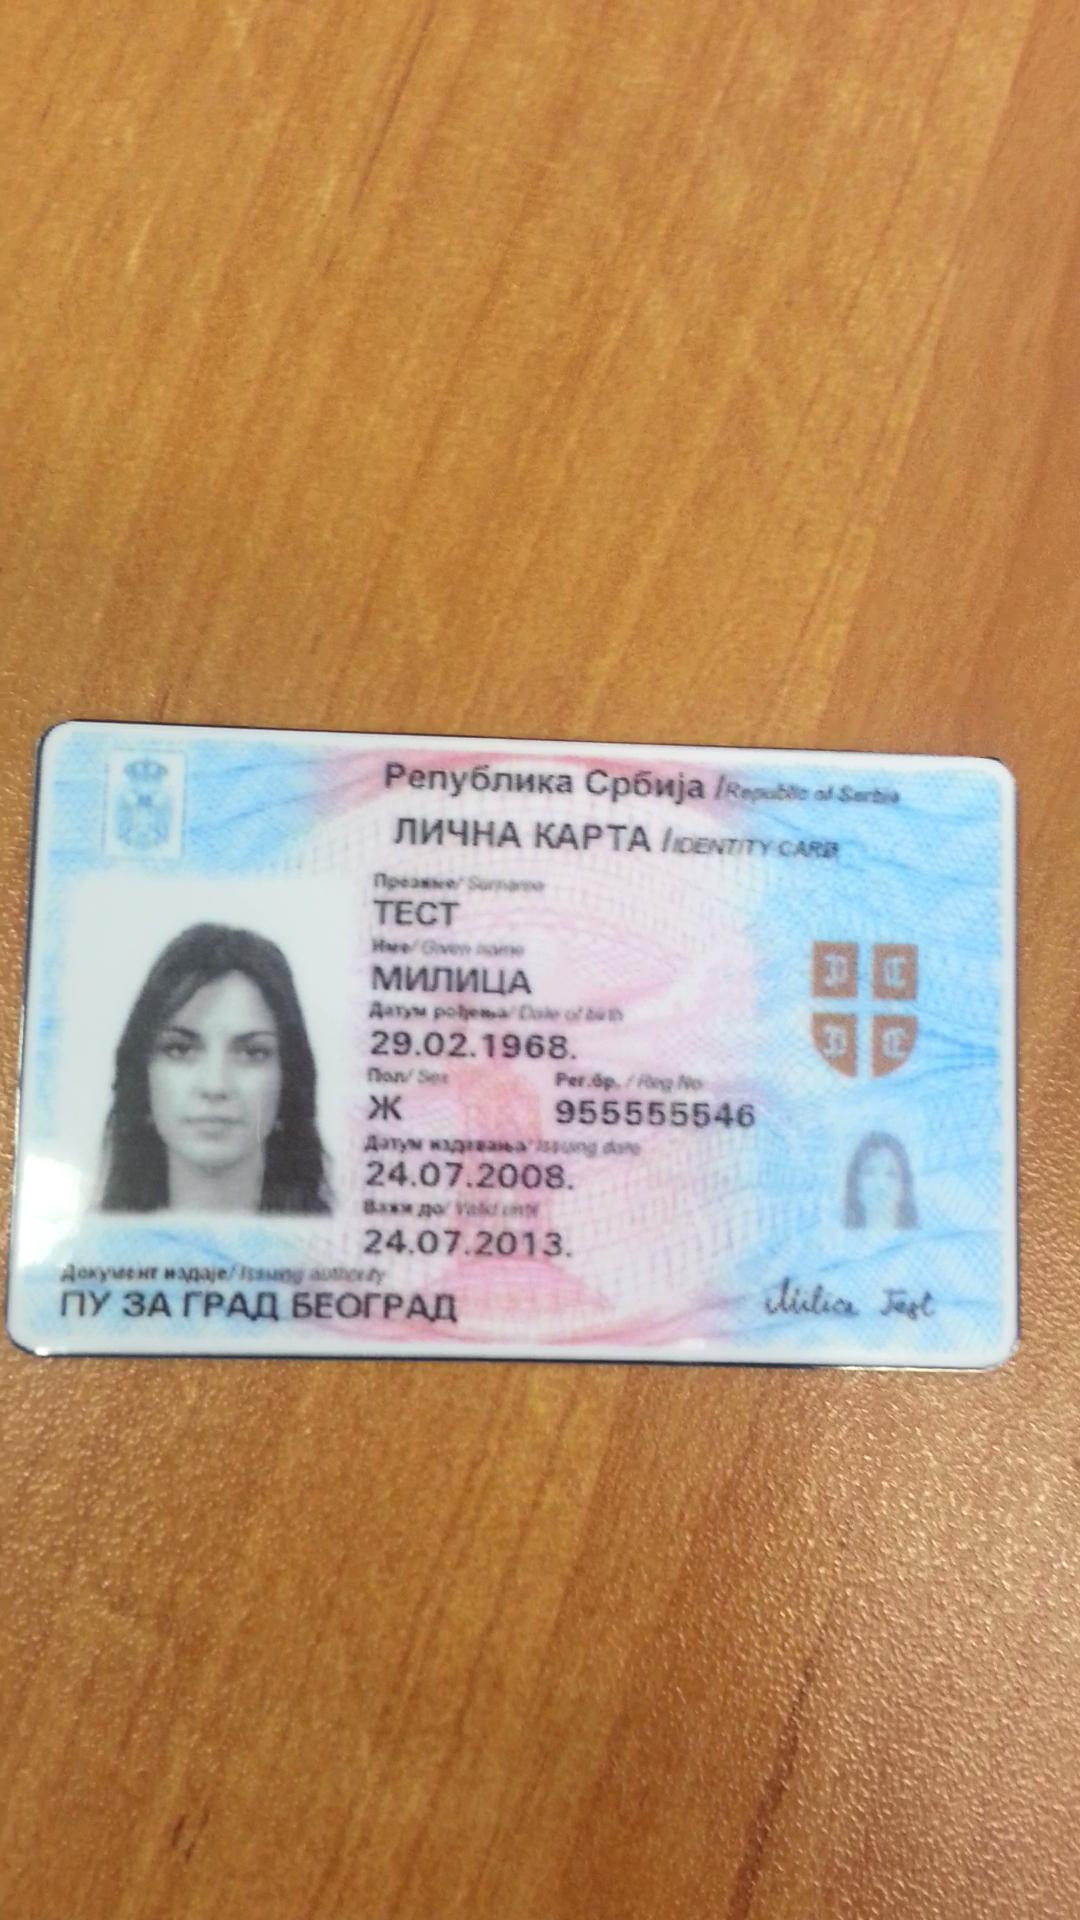 Република Србија /Republic of Serbia
ЛИЧНА КАРТА /IDENTITY CARD
Презиме/ Surname
ТЕСТ
Име/ Given name
МИЛИЦА
Датум рођења/ Date of birth
29.02.1968.
Пол/ Sex Рег.бр. / Reg No
Ж 955555546
Датум издавања/ Issuing date
24.07.2008.
Важи до/ Valid until
24.07.2013.
Документ издаје/ Issuing authority
ПУ ЗА ГРАД БЕОГРАД
Milica Test